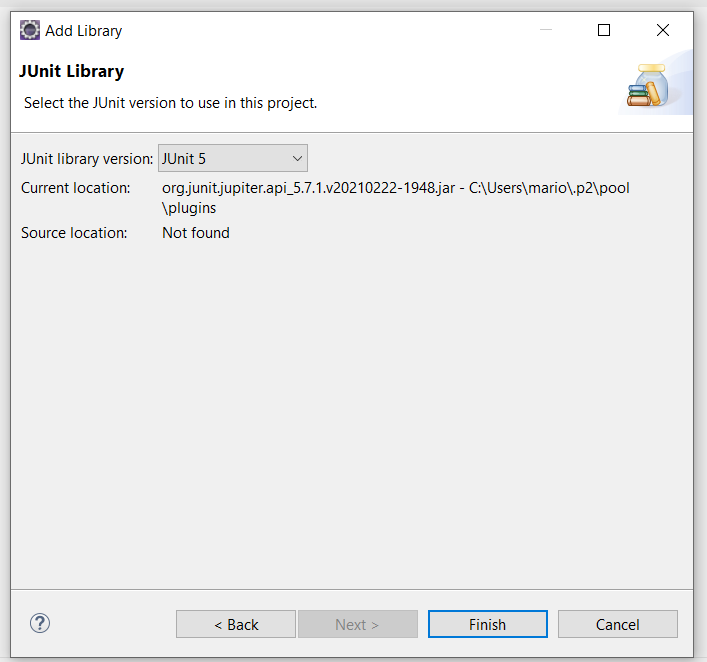 Add Library
JUnit Library
Select the JUnit version to use in this project.
JUnit library version: JUnit 5
Current location: org.junit.jupiter.api_5.7.1.v20210222-1948.jar - C:\Users\mario\.p2\pool
\plugins
Source location: Not found
? < Back Next > Finish Cancel